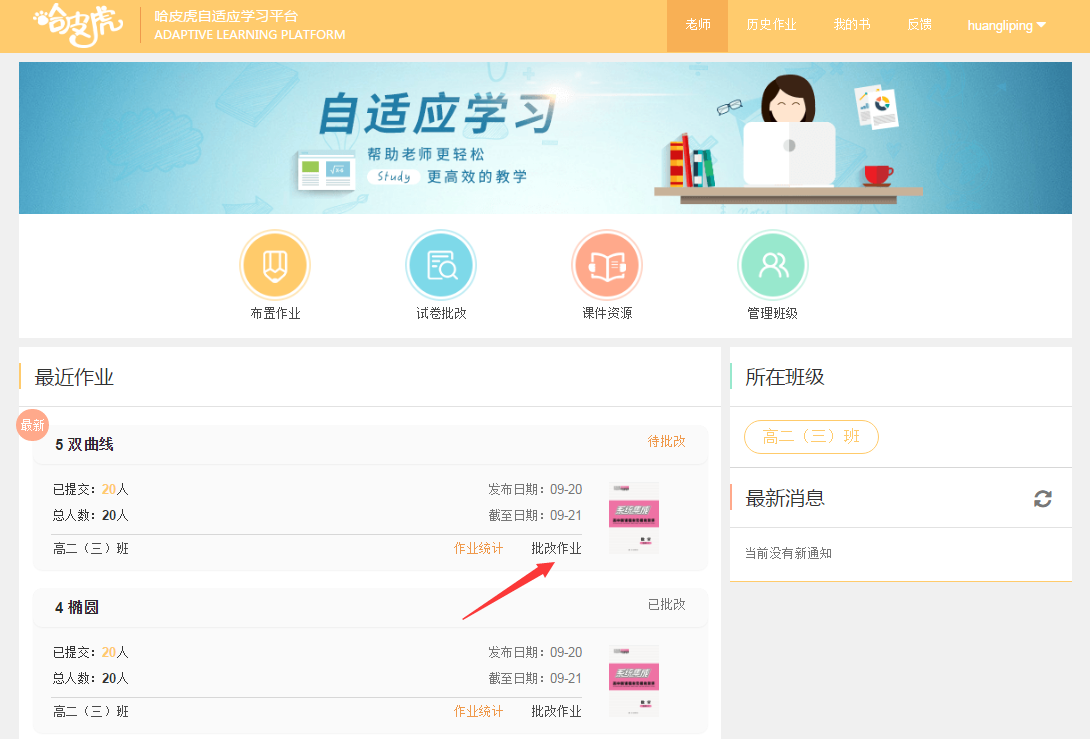 哈皮虎
哈皮虎自适应学习平台
ADAPTIVE LEARNING PLATFORM
老师
历史作业
我的书
反馈
huangliping
自适应学习
帮助老师更轻松
Study 更高效的教学
布置作业
试卷批改
课件资源
管理班级
最近作业
最新
5 双曲线
待批改
已提交：20人
发布日期：09-20
总人数：20人
截至日期：09-21
高二（三）班
作业统计
批改作业
系统集成
4 椭圆
已批改
已提交：20人
发布日期：09-20
总人数：20人
截至日期：09-21
高二（三）班
作业统计
批改作业
系统集成
所在班级
高二（三）班
最新消息
当前没有新通知